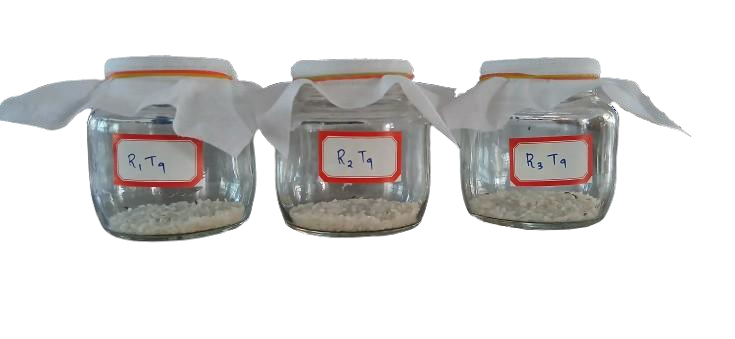 R₁ T₉
R₂ T₉
R₃ T₉